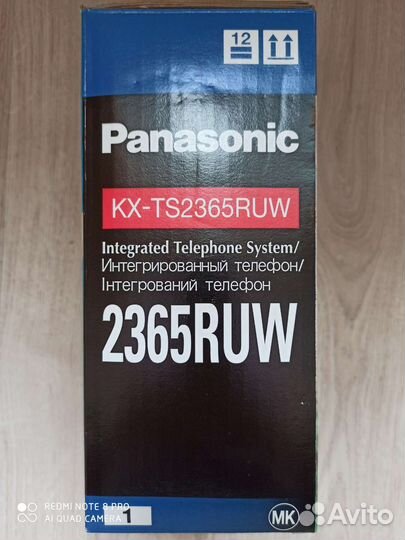 12
Panasonic
KX-TS2365RUW
Integrated Telephone System/
Интегрированный телефон/
Інтегрований телефон
2365RUW
REDMI NOTE 8 PRO
AI QUAD CAMERA
1
MK
Avito